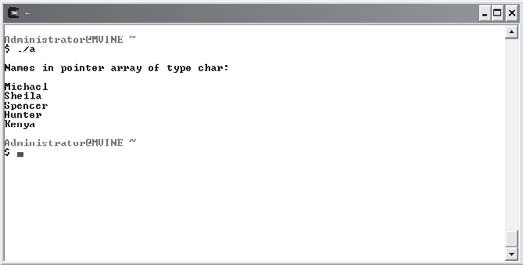 ~
Administrator@MVINE ~
$ ./a
Names in pointer array of type char:
Michael
Sheila
Spencer
Hunter
Kenya
Administrator@MVINE ~
$